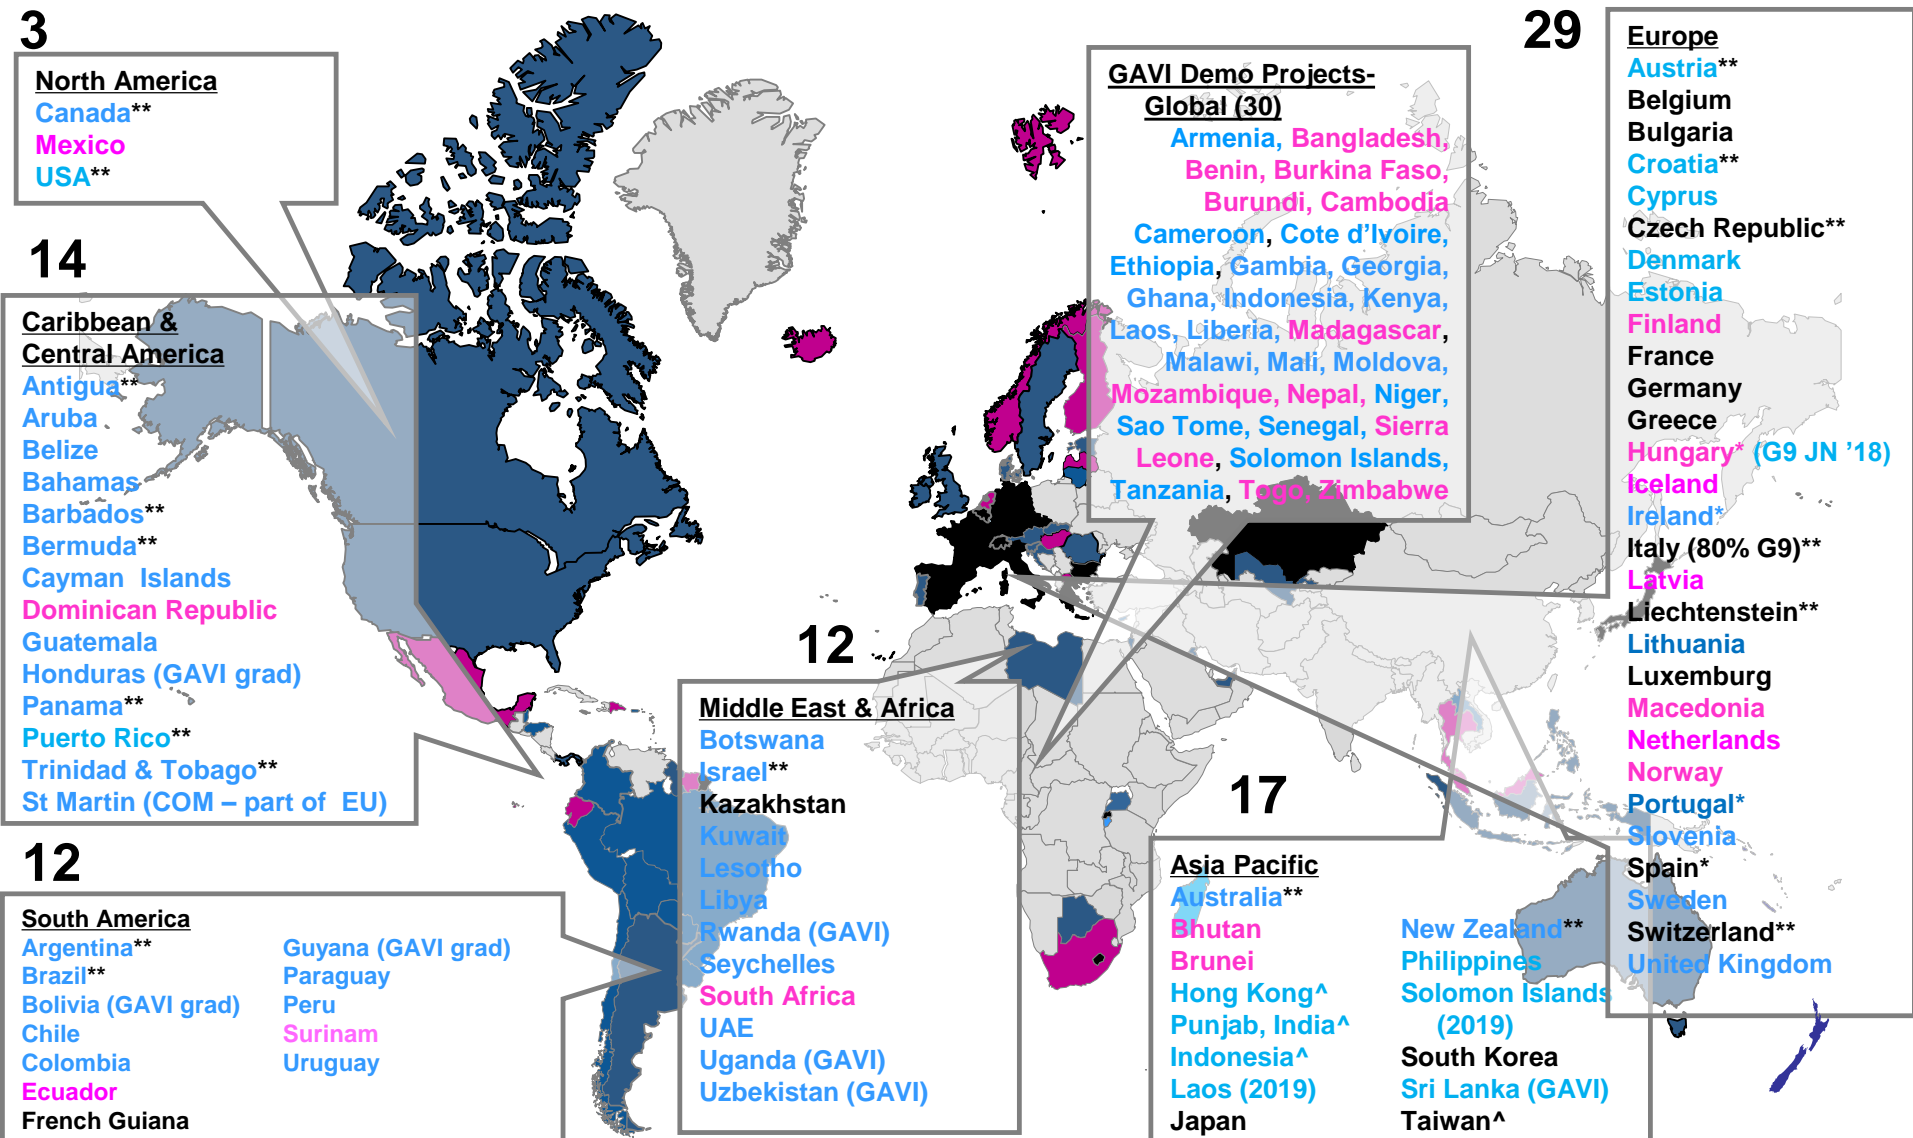 3
North America
Canada**
Mexico
USA**
14
Caribbean &
Central America
Antigua**
Aruba
Belize
Bahamas
Barbados**
Bermuda**
Cayman Islands
Dominican Republic
Guatemala
Honduras (GAVI grad)
Panama**
Puerto Rico**
Trinidad & Tobago**
St Martin (COM – part of EU)
12
South America
Argentina**
Brazil**
Bolivia (GAVI grad)
Chile
Colombia
Ecuador
French Guiana
Guyana (GAVI grad)
Paraguay
Peru
Surinam
Uruguay
12
Middle East & Africa
Botswana
Israel**
Kazakhstan
Kuwait
Lesotho
Libya
Rwanda (GAVI)
Seychelles
South Africa
UAE
Uganda (GAVI)
Uzbekistan (GAVI)
GAVI Demo Projects-
Global (30)
Armenia, Bangladesh,
Benin, Burkina Faso,
Burundi, Cambodia
Cameroon, Cote d’Ivoire,
Ethiopia, Gambia, Georgia,
Ghana, Indonesia, Kenya,
Laos, Liberia, Madagascar,
Malawi, Mali, Moldova,
Mozambique, Nepal, Niger,
Sao Tome, Senegal, Sierra
Leone, Solomon Islands,
Tanzania, Togo, Zimbabwe
17
Asia Pacific
Australia**
Bhutan
Brunei
Hong Kong^
Punjab, India^
Indonesia^
Laos (2019)
Japan
New Zealand**
Philippines
Solomon Islands
(2019)
South Korea
Sri Lanka (GAVI)
Taiwan^
29
Europe
Austria**
Belgium
Bulgaria
Croatia**
Cyprus
Czech Republic**
Denmark
Estonia
Finland
France
Germany
Greece
Hungary* (G9 JN ’18)
Iceland
Ireland*
Italy (80% G9)**
Latvia
Liechtenstein**
Lithuania
Luxemburg
Macedonia
Netherlands
Norway
Portugal*
Slovenia
Spain*
Sweden
Switzerland**
United Kingdom